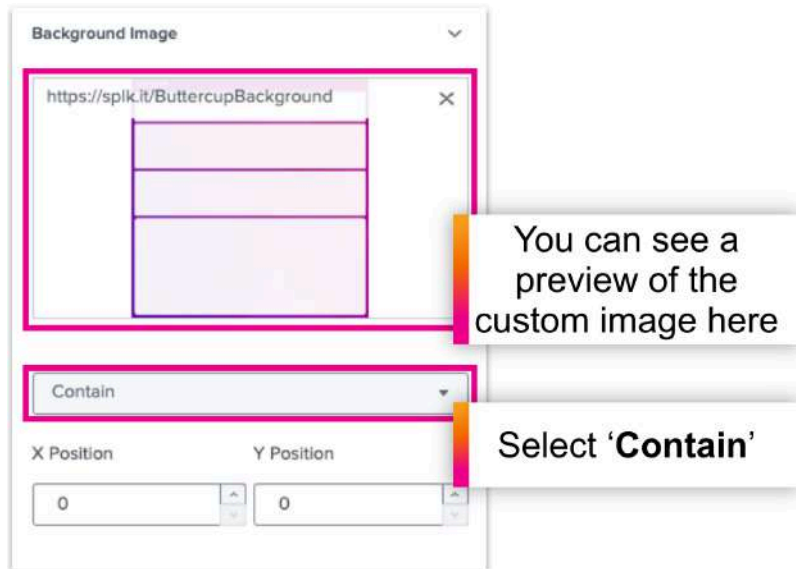 Background Image
https://splk.it/ButtercupBackground
You can see a
preview of the
custom image here
Contain
Select ‘Contain’
X Position Y Position
0 0